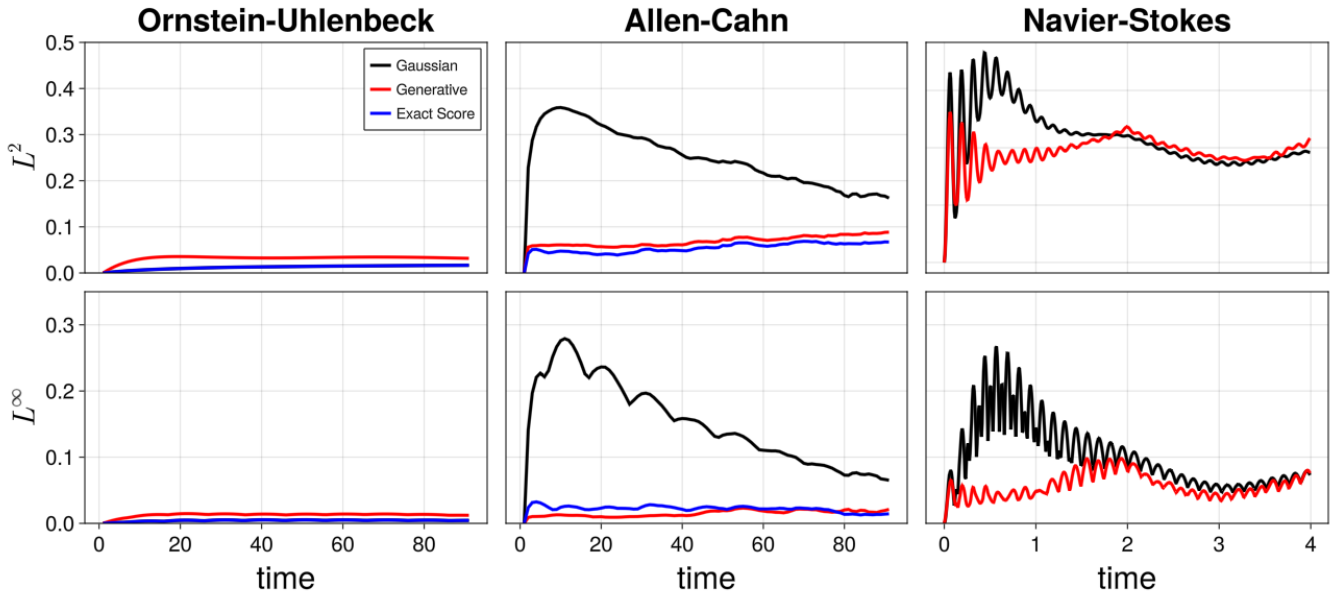 Ornstein-Uhlenbeck
Allen-Cahn
Navier-Stokes
L²
0.5
0.4
0.3
0.2
0.1
0.0
Gaussian
Generative
Exact Score
L∞
0.3
0.2
0.1
0.0
0 20 40 60 80
0 20 40 60 80
0 1 2 3 4
time
time
time